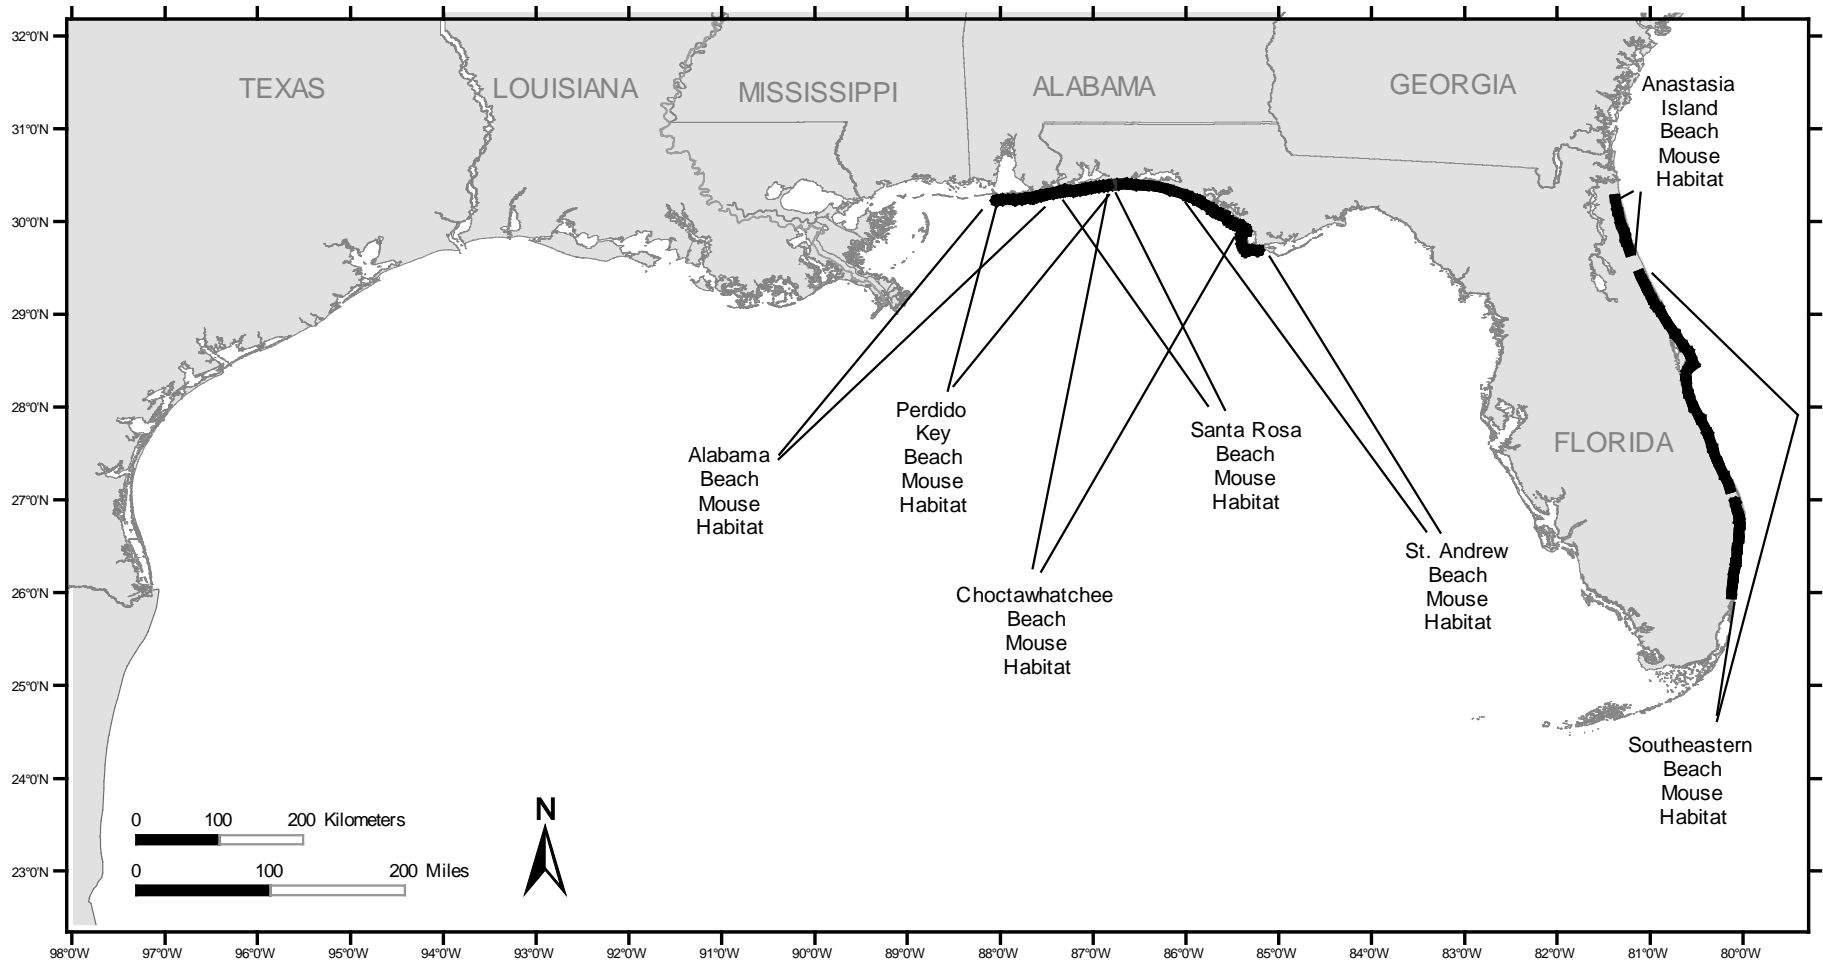 32°0'N
31°0'N
30°0'N
29°0'N
28°0'N
27°0'N
26°0'N
25°0'N
24°0'N
23°0'N
TEXAS
LOUISIANA
MISSISSIPPI
ALABAMA
GEORGIA
FLORIDA
Anastasia
Island
Beach
Mouse
Habitat
Alabama
Beach
Mouse
Habitat
Perdido
Key
Beach
Mouse
Habitat
Santa Rosa
Beach
Mouse
Habitat
Choctawhatchee
Beach
Mouse
Habitat
St. Andrew
Beach
Mouse
Habitat
Southeastern
Beach
Mouse
Habitat
0 100 200 Kilometers
0 100 200 Miles
N
98°0'W 97°0'W 96°0'W 95°0'W 94°0'W 93°0'W 92°0'W 91°0'W 90°0'W 89°0'W 88°0'W 87°0'W 86°0'W 85°0'W 84°0'W 83°0'W 82°0'W 81°0'W 80°0'W